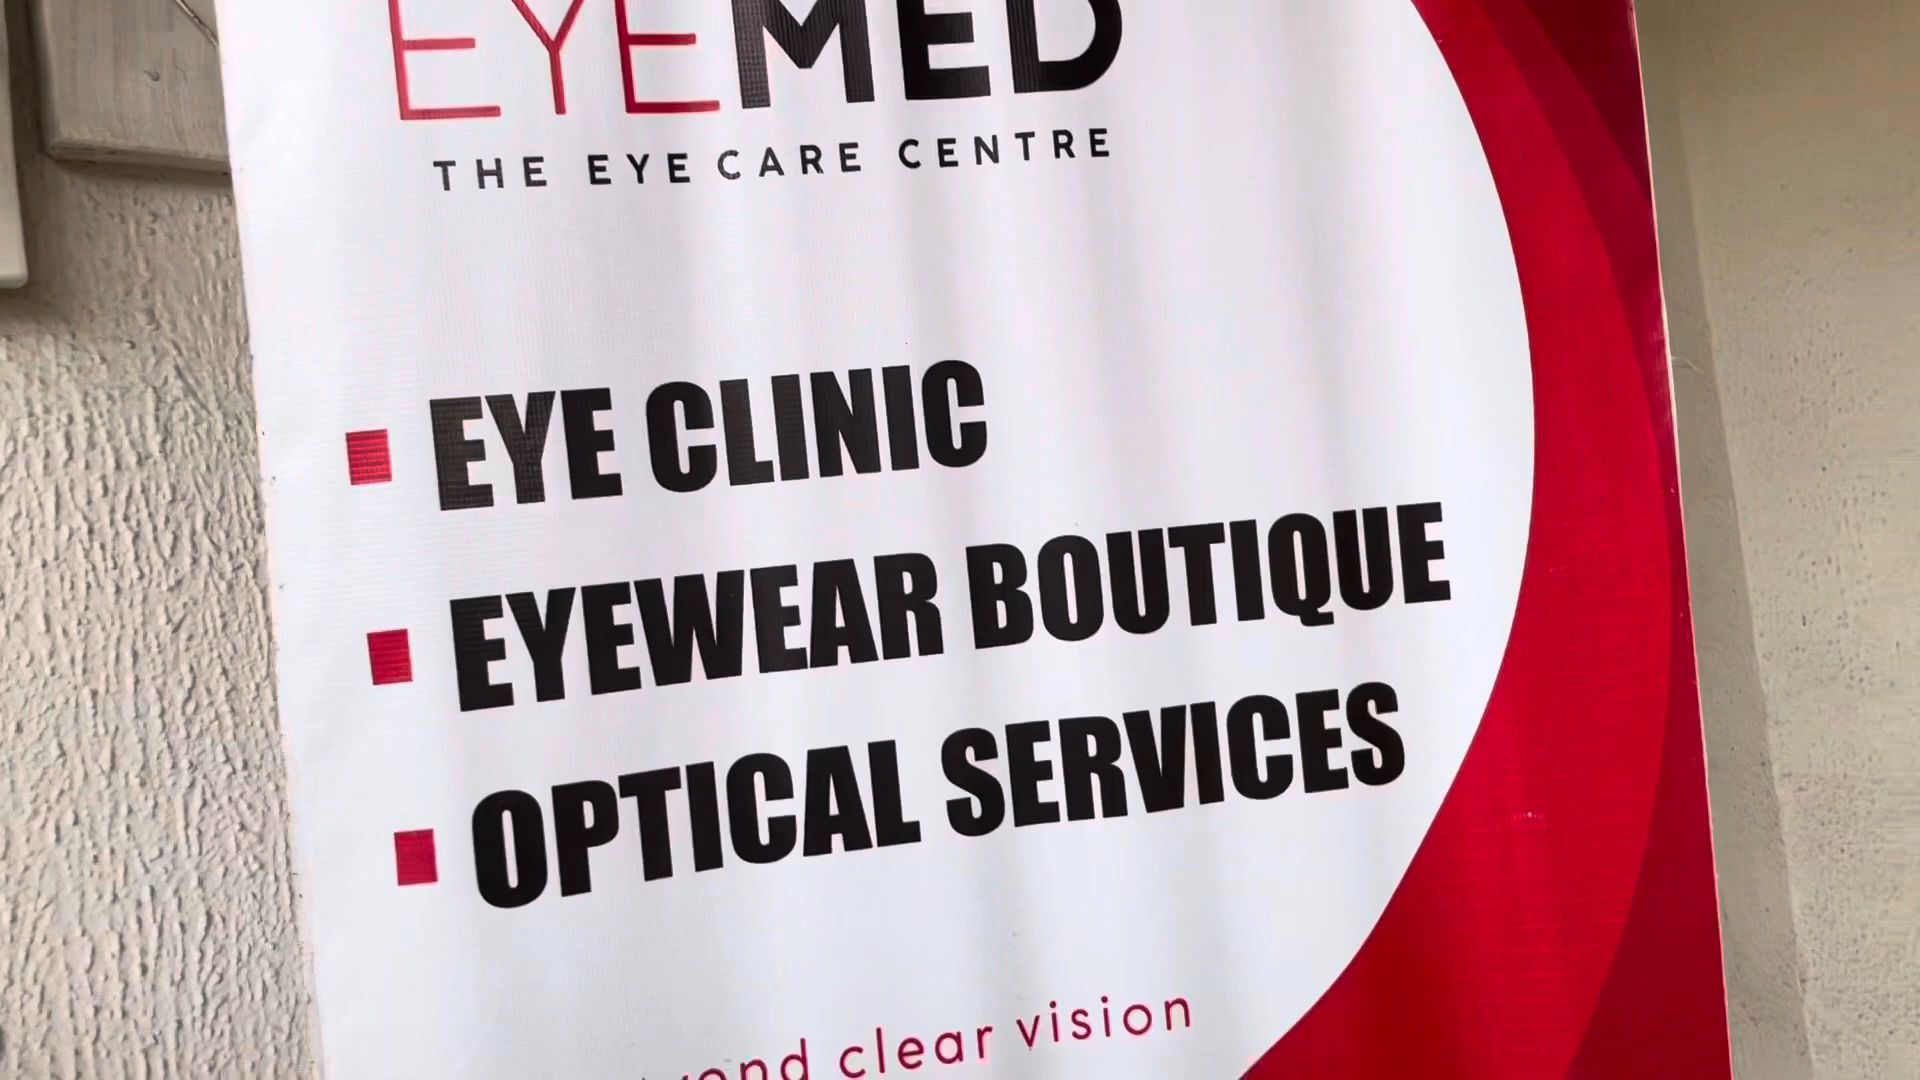 EYEMED
THE EYE CARE CENTRE
EYE CLINIC
EYEWEAR BOUTIQUE
OPTICAL SERVICES
clear vision